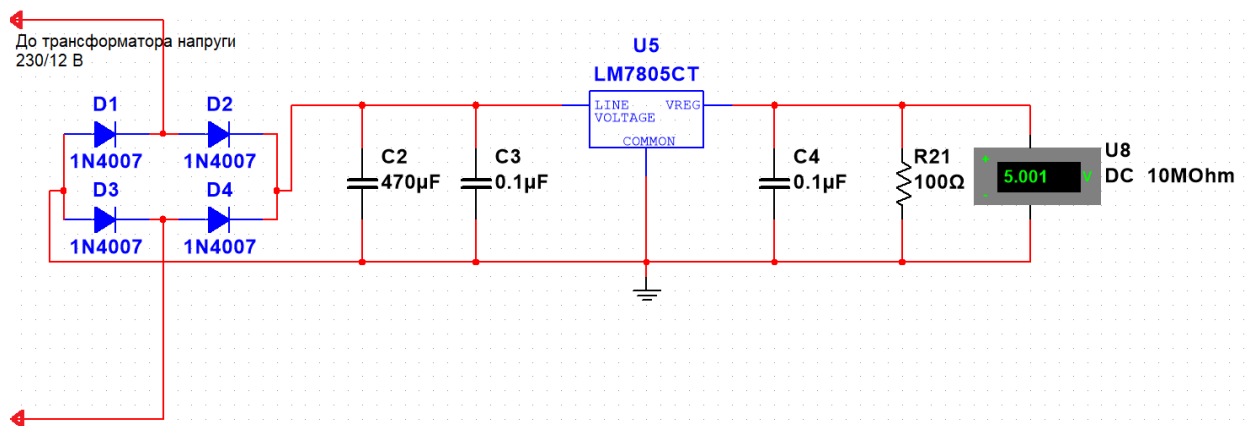 До трансформатора напруги
230/12 В
U5
LM7805CT
LINE VREG
VOLTAGE
COMMON
D1 D2
1N4007 1N4007
D3 D4
1N4007 1N4007
C2
470µF
C3
0.1µF
C4
0.1µF
R21
100Ω
+
5.001 V
-
U8
DC 10MOhm